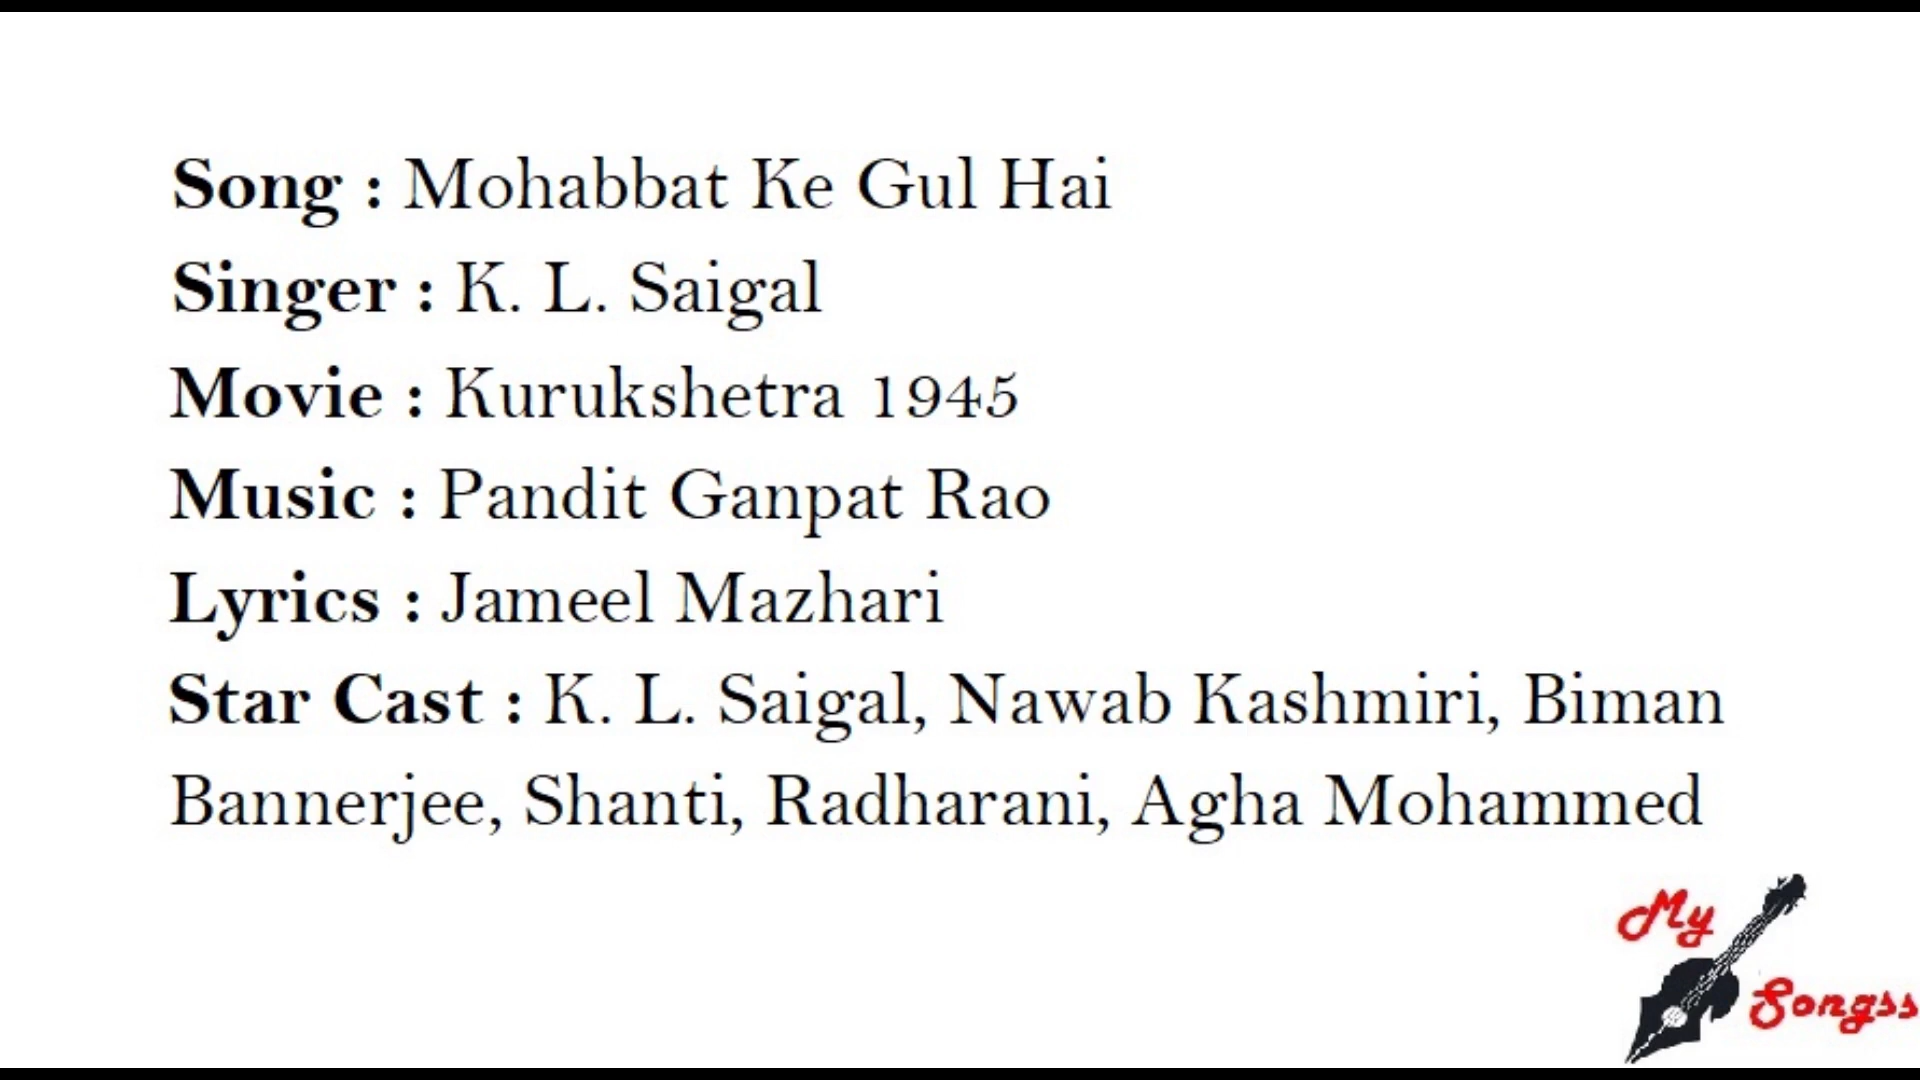 Song : Mohabbat Ke Gul Hai
Singer : K. L. Saigal
Movie : Kurukshetra 1945
Music : Pandit Ganpat Rao
Lyrics : Jameel Mazhari
Star Cast : K. L. Saigal, Nawab Kashmiri, Biman
Bannerjee, Shanti, Radharani, Agha Mohammed
My
Songss